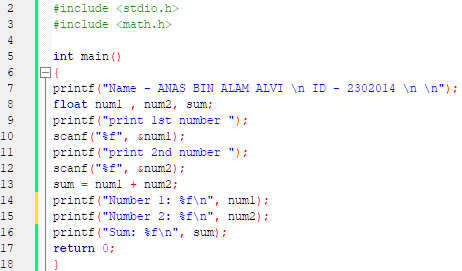 2 #include <stdio.h>
3 #include <math.h>
4
5 int main()
6 {
7 printf("Name - ANAS BIN ALAM ALVI \n ID - 2302014 \n \n");
8 float num1 , num2, sum;
9 printf("print 1st number ");
10 scanf("%f", &num1);
11 printf("print 2nd number ");
12 scanf("%f", &num2);
13 sum = num1 + num2;
14 printf("Number 1: %f\n", num1);
15 printf("Number 2: %f\n", num2);
16 printf("Sum: %f\n", sum);
17 return 0;
18 }